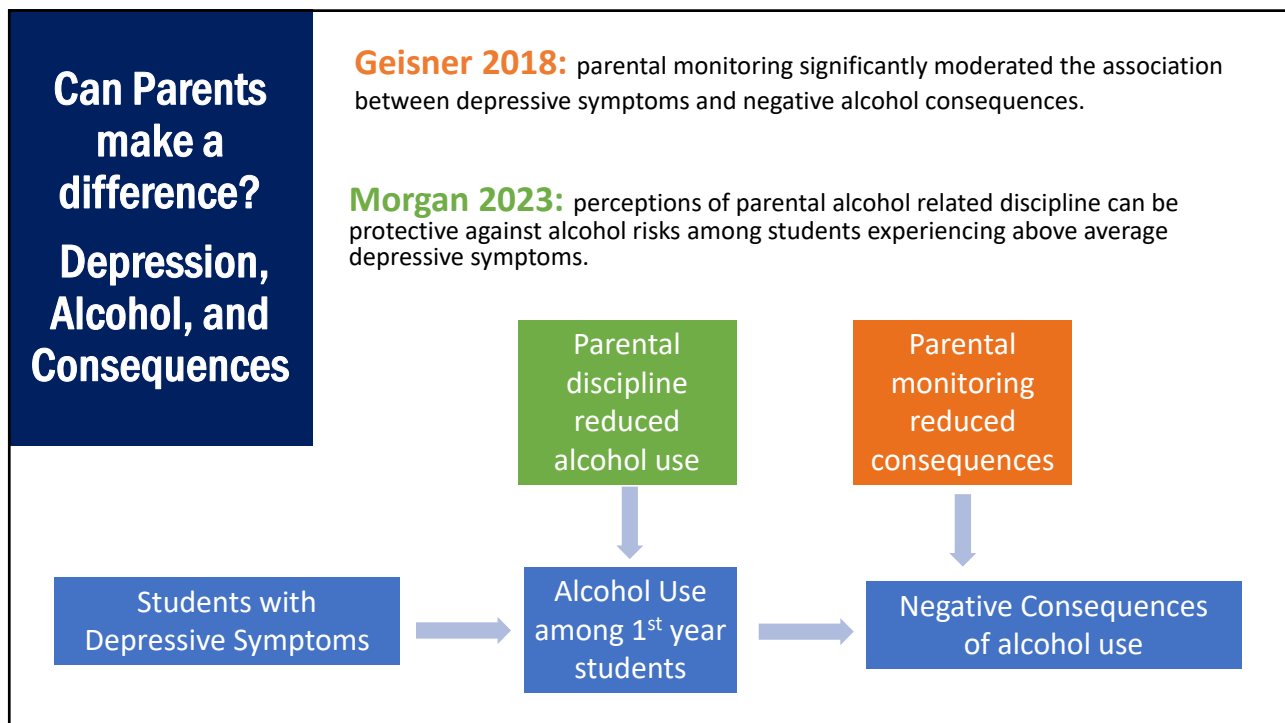 Can Parents
make a
difference?
Depression,
Alcohol, and
Consequences
Geisner 2018: parental monitoring significantly moderated the association
between depressive symptoms and negative alcohol consequences.
Morgan 2023: perceptions of parental alcohol related discipline can be
protective against alcohol risks among students experiencing above average
depressive symptoms.
Parental
discipline
reduced
alcohol use
Parental
monitoring
reduced
consequences
Students with
Depressive Symptoms
Alcohol Use
among 1st year
students
Negative Consequences
of alcohol use